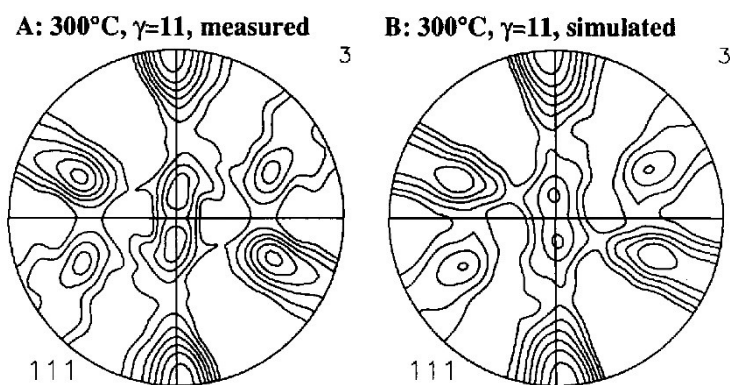 A: 300°C, γ=11, measured
B: 300°C, γ=11, simulated
3
3
111
111